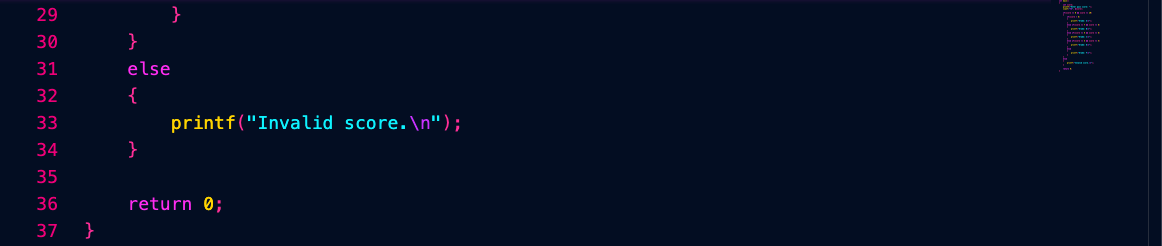 29 }
30 }
31 else
32 {
33 printf("Invalid score.\n");
34 }
35
36 return 0;
37 }